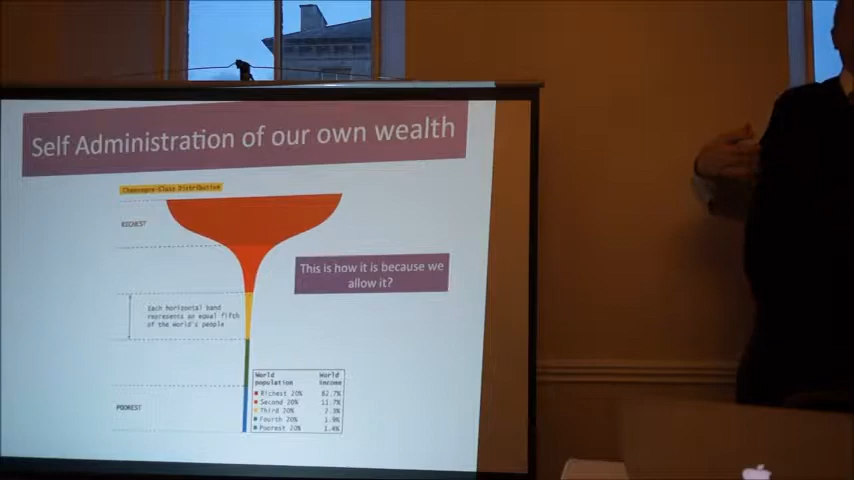 Self Administration of our own wealth
Champagne-Glass Distribution
RICHEST
This is how it is because we
allow it?
Each horizontal band
represents an equal fifth
of the world's people
World World
population income
Richest 20% 82.7%
Second 20% 11.7%
Third 20% 2.3%
Fourth 20% 1.9%
Poorest 20% 1.4%
POOREST